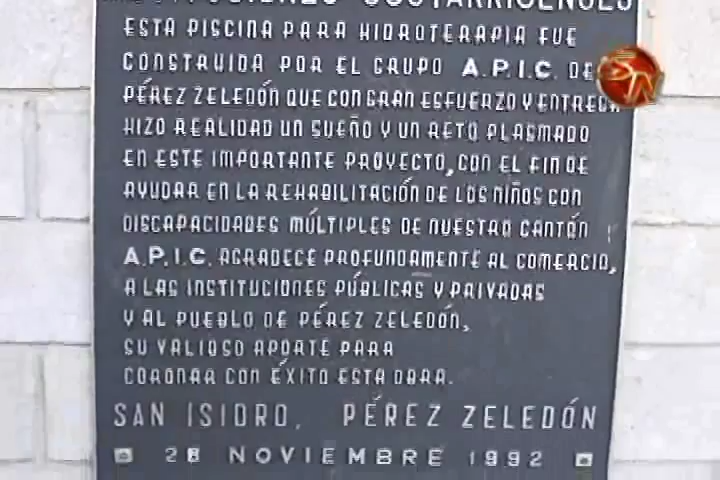 COSTARRICENSES
ESTA PISCINA PARA HIDROTERAPIA FUE
CONSTRUIDA POR EL GRUPO A.P.I.C. DE
PÉREZ ZELEDÓN QUE CON GRAN ESFUERZO Y ENTREGA
HIZO REALIDAD UN SUEÑO Y UN RETO PLASMADO
EN ESTE IMPORTANTE PROYECTO, CON EL FIN DE
AYUDAR EN LA REHABILITACIÓN DE LOS NIÑOS CON
DISCAPACIDADES MÚLTIPLES DE NUESTRO CANTÓN
A.P.I.C. AGRADECE PROFUNDAMENTE AL COMERCIO,
A LAS INSTITUCIONES PÚBLICAS Y PRIVADAS
Y AL PUEBLO DE PÉREZ ZELEDÓN,
SU VALIOSO APORTE PARA
CORONAR CON ÉXITO ESTA OBRA.
SAN ISIDRO, PÉREZ ZELEDÓN
28 NOVIEMBRE 1992